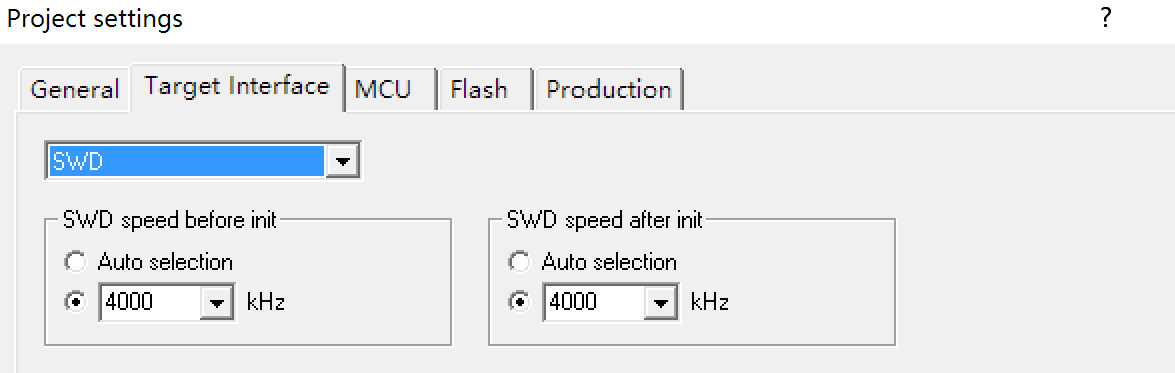 Project settings ?
General Target Interface MCU Flash Production
SWD
SWD speed before init SWD speed after init
Auto selection Auto selection
4000 kHz 4000 kHz